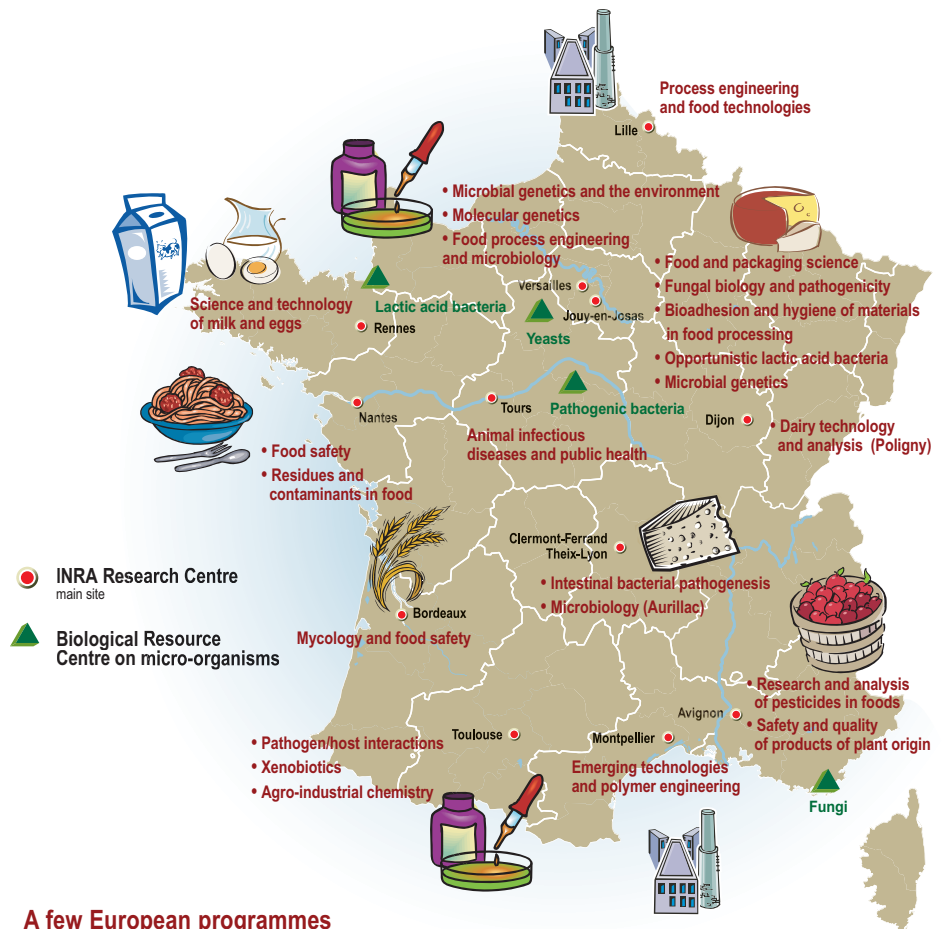 Process engineering
and food technologies
Lille
• Microbial genetics and the environment
• Molecular genetics
• Food process engineering
and microbiology
• Food and packaging science
• Fungal biology and pathogenicity
• Bioadhesion and hygiene of materials
in food processing
• Opportunistic lactic acid bacteria
• Microbial genetics
Versailles
Jouy-en-Josas
Yeasts
Science and technology
of milk and eggs
Lactic acid bacteria
Rennes
Nantes
Tours
Pathogenic bacteria
Animal infectious
diseases and public health
Dijon
• Dairy technology
and analysis (Poligny)
• Food safety
• Residues and
contaminants in food
Clermont-Ferrand
Theix-Lyon
• Intestinal bacterial pathogenesis
• Microbiology (Aurillac)
INRA Research Centre
main site
Biological Resource
Centre on micro-organisms
Bordeaux
Mycology and food safety
• Research and analysis
of pesticides in foods
• Safety and quality
of products of plant origin
Avignon
• Pathogen/host interactions
• Xenobiotics
• Agro-industrial chemistry
Toulouse
Montpellier
Emerging technologies
and polymer engineering
Fungi
A few European programmes